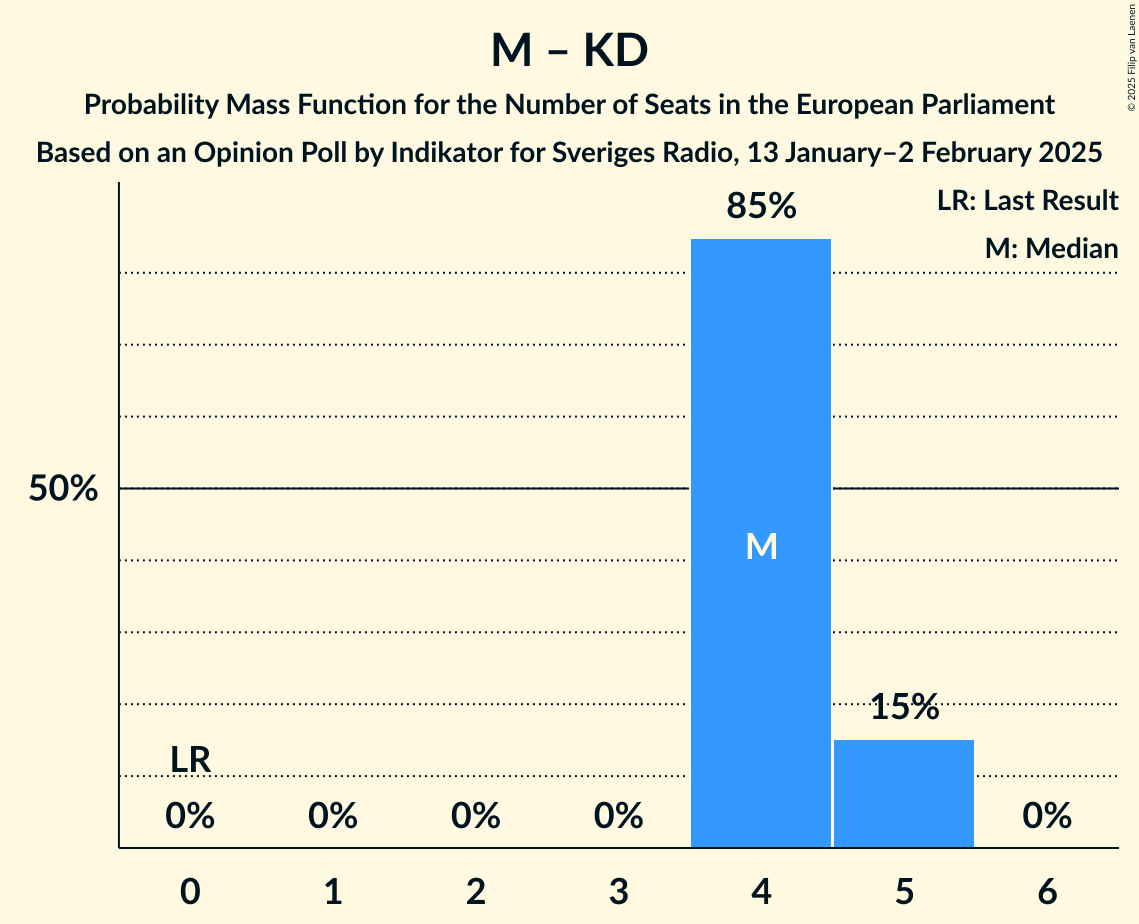 M – KD
Probability Mass Function for the Number of Seats in the European Parliament
Based on an Opinion Poll by Indikator for Sveriges Radio, 13 January–2 February 2025
© 2025 Filip van Laenen
LR: Last Result
M: Median
85%
50%
M
15%
LR
0% 0% 0% 0% 0%
0 1 2 3 4 5 6